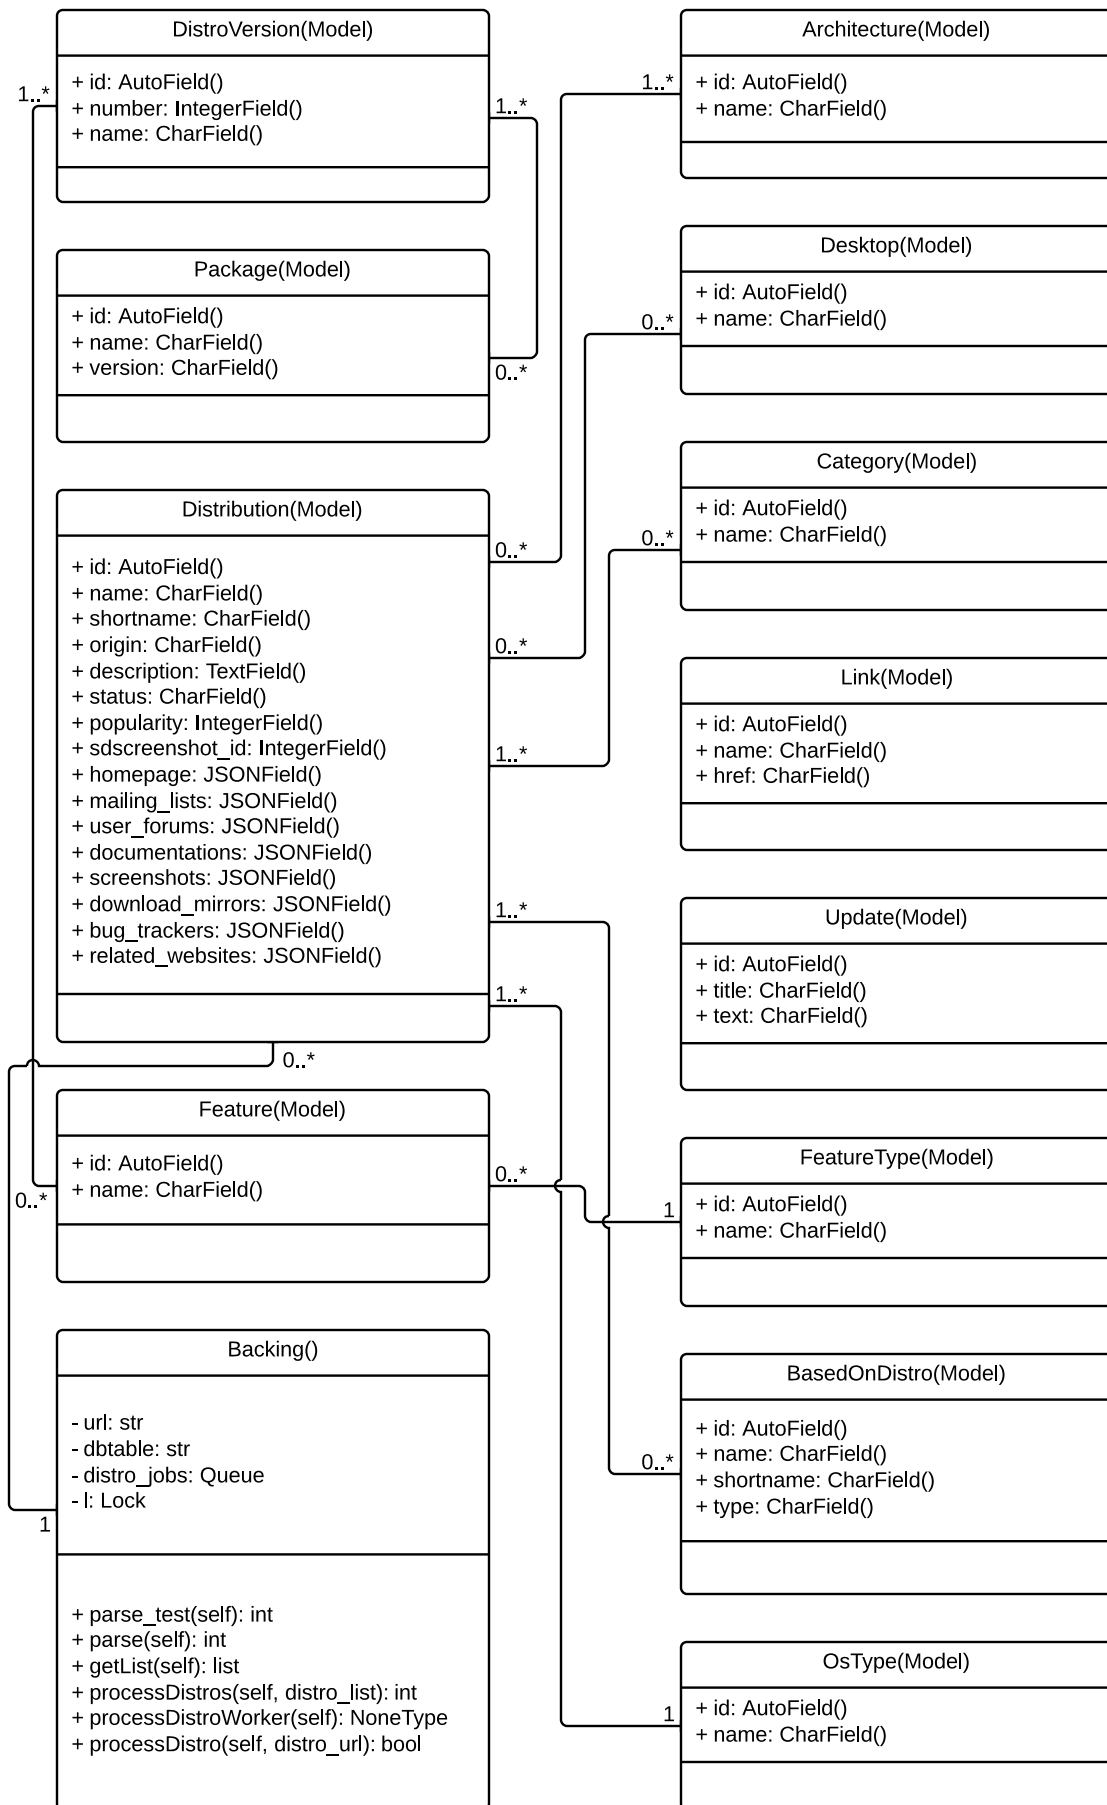 DistroVersion(Model)
+ id: AutoField()
+ number: IntegerField()
+ name: CharField()
1..*
1..*
Package(Model)
+ id: AutoField()
+ name: CharField()
+ version: CharField()
0..*
Distribution(Model)
+ id: AutoField()
+ name: CharField()
+ shortname: CharField()
+ origin: CharField()
+ description: TextField()
+ status: CharField()
+ popularity: IntegerField()
+ sdscreenshot_id: IntegerField()
+ homepage: JSONField()
+ mailing_lists: JSONField()
+ user_forums: JSONField()
+ documentations: JSONField()
+ screenshots: JSONField()
+ download_mirrors: JSONField()
+ bug_trackers: JSONField()
+ related_websites: JSONField()
0..*
0..*
1..*
1..*
1..*
0..*
Feature(Model)
+ id: AutoField()
+ name: CharField()
0..*
0..*
Backing()
- url: str
- dbtable: str
- distro_jobs: Queue
- l: Lock
1
+ parse_test(self): int
+ parse(self): int
+ getList(self): list
+ processDistros(self, distro_list): int
+ processDistroWorker(self): NoneType
+ processDistro(self, distro_url): bool
Architecture(Model)
1..*
+ id: AutoField()
+ name: CharField()
Desktop(Model)
+ id: AutoField()
+ name: CharField()
0..*
Category(Model)
+ id: AutoField()
+ name: CharField()
0..*
Link(Model)
+ id: AutoField()
+ name: CharField()
+ href: CharField()
Update(Model)
+ id: AutoField()
+ title: CharField()
+ text: CharField()
FeatureType(Model)
+ id: AutoField()
+ name: CharField()
1
BasedOnDistro(Model)
+ id: AutoField()
+ name: CharField()
+ shortname: CharField()
+ type: CharField()
0..*
OsType(Model)
+ id: AutoField()
+ name: CharField()
1